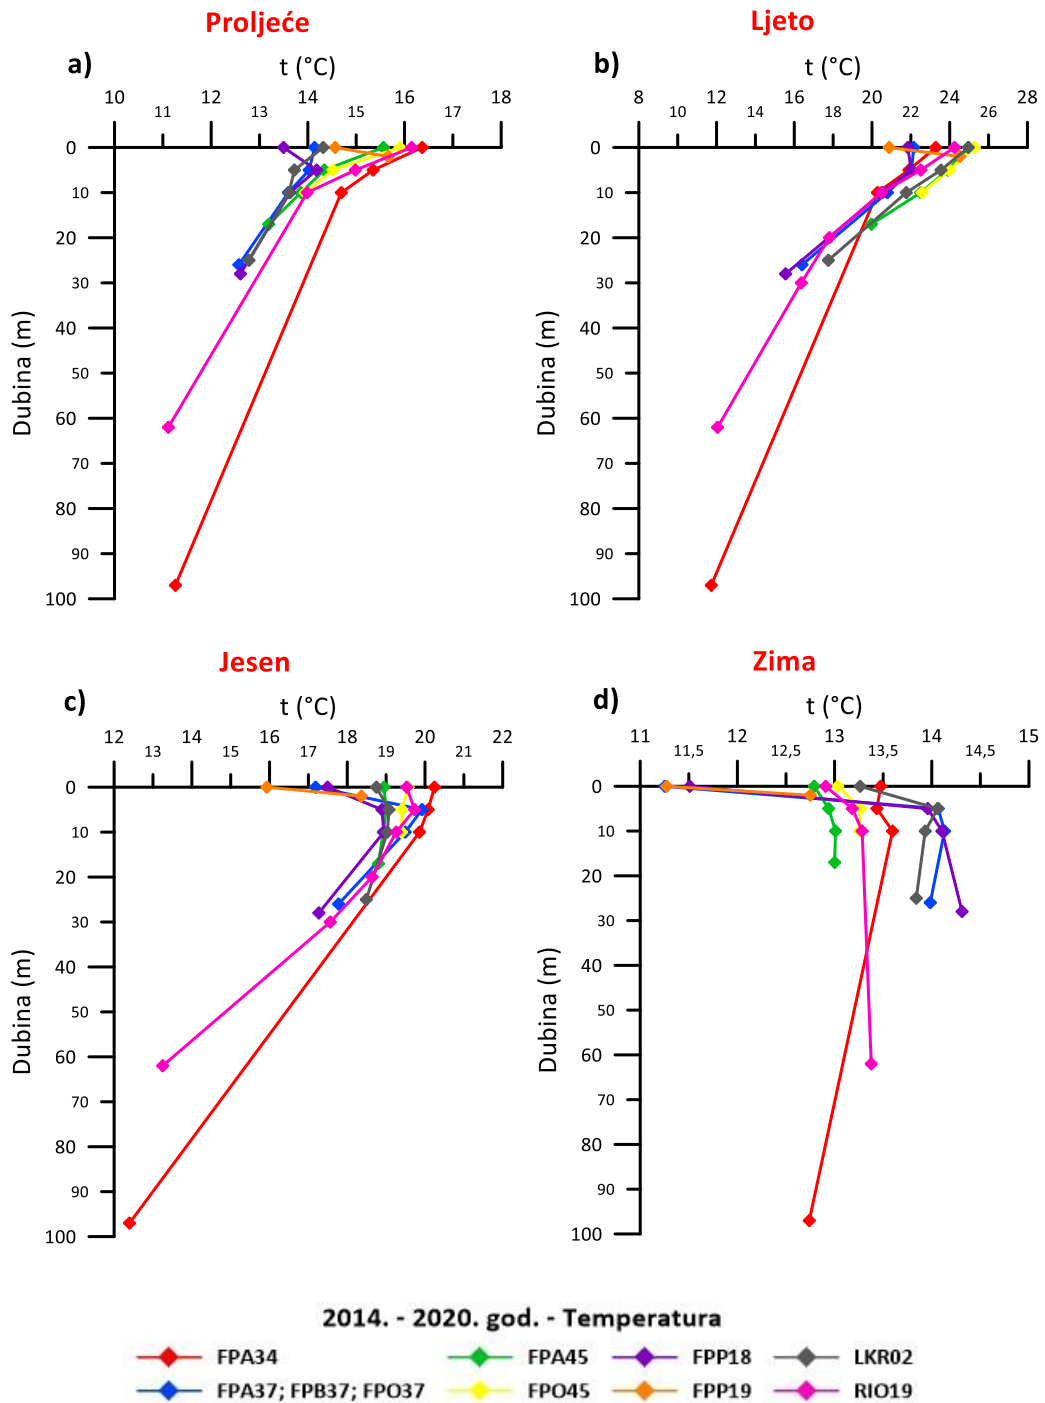 Proljeće
Ljeto
a)
t (°C)
b)
t (°C)
10 11 12 13 14 15 16 17 18
8 10 12 14 16 18 20 22 24 26 28
0
10
20
30
40
50
60
70
80
90
100
Dubina (m)
0
10
20
30
40
50
60
70
80
90
100
Dubina (m)
Jesen
Zima
c)
t (°C)
d)
t (°C)
12 13 14 15 16 17 18 19 20 21 22
11 11,5 12 12,5 13 13,5 14 14,5 15
0
10
20
30
40
50
60
70
80
90
100
Dubina (m)
0
10
20
30
40
50
60
70
80
90
100
Dubina (m)
2014. - 2020. god. - Temperatura
FPA34 FPA45 FPP18 LKR02
FPA37; FPB37; FPO37 FPO45 FPP19 RIO19